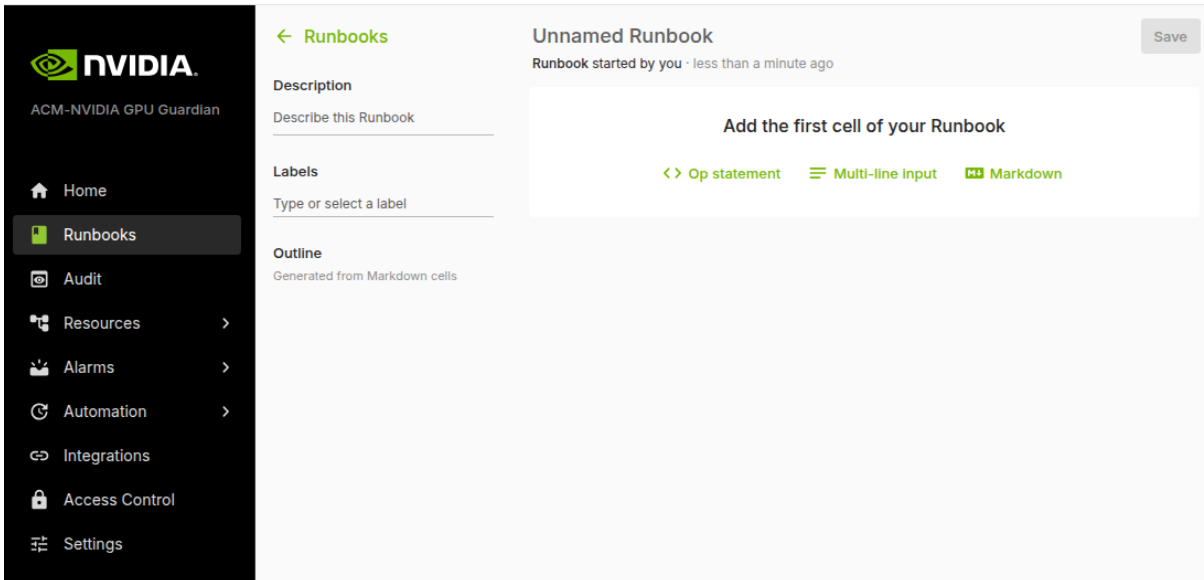 NVIDIA.
ACM-NVIDIA GPU Guardian
Home
Runbooks
Audit
Resources
Alarms
Automation
Integrations
Access Control
Settings
Runbooks
Description
Describe this Runbook
Labels
Type or select a label
Outline
Generated from Markdown cells
Unnamed Runbook
Save
Runbook started by you · less than a minute ago
Add the first cell of your Runbook
Op statement Multi-line input Markdown